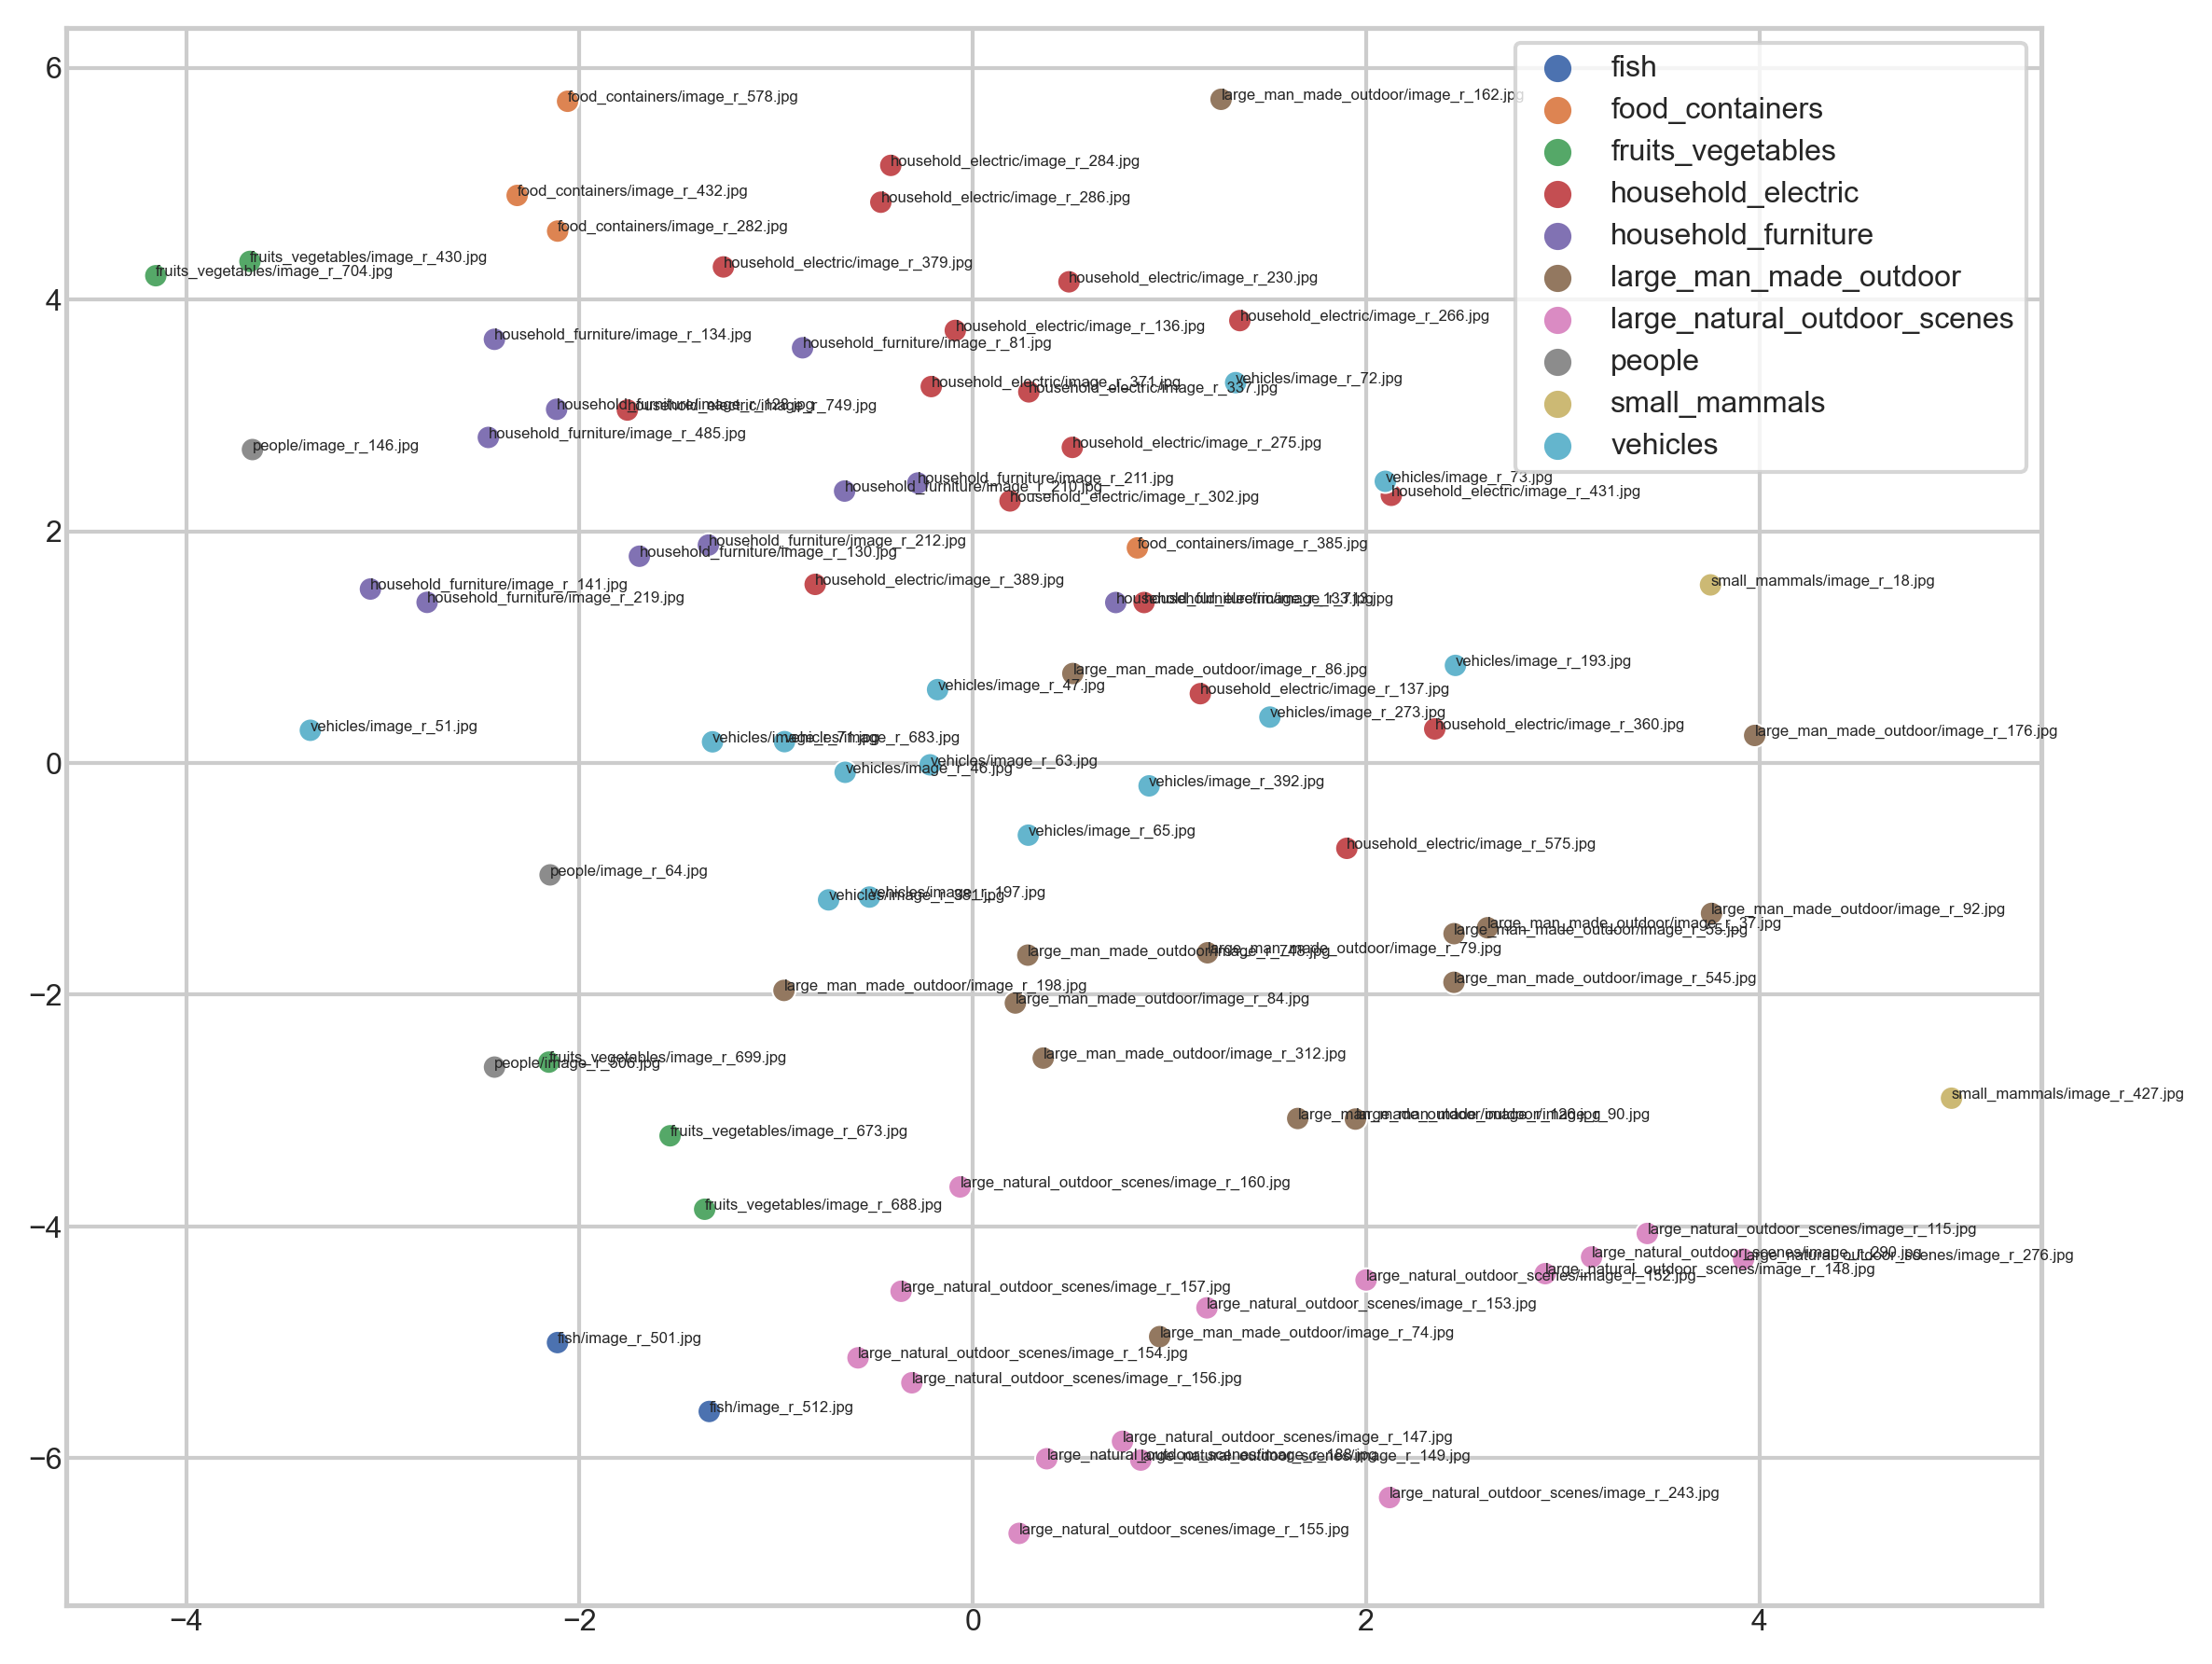 6
4
2
0
−2
−4
−6
−4
−2
0
2
4
fish
food_containers
fruits_vegetables
household_electric
household_furniture
large_man_made_outdoor
large_natural_outdoor_scenes
people
small_mammals
vehicles
food_containers/image_r_578.jpg
large_man_made_outdoor/image_r_162.jpg
household_electric/image_r_284.jpg
food_containers/image_r_432.jpg
household_electric/image_r_286.jpg
food_containers/image_r_282.jpg
fruits_vegetables/image_r_430.jpg
fruits_vegetables/image_r_704.jpg
household_electric/image_r_379.jpg
household_electric/image_r_230.jpg
household_electric/image_r_136.jpg
household_electric/image_r_266.jpg
household_furniture/image_r_134.jpg
household_furniture/image_r_81.jpg
household_electric/image_r_371.jpg
household_electric/image_r_337.jpg
vehicles/image_r_72.jpg
household_furniture/image_r_128.jpg
household_electric/image_r_749.jpg
household_furniture/image_r_485.jpg
people/image_r_146.jpg
household_electric/image_r_275.jpg
household_furniture/image_r_211.jpg
household_furniture/image_r_210.jpg
household_electric/image_r_302.jpg
vehicles/image_r_73.jpg
household_electric/image_r_431.jpg
household_furniture/image_r_212.jpg
household_furniture/image_r_130.jpg
food_containers/image_r_385.jpg
household_furniture/image_r_141.jpg
household_furniture/image_r_219.jpg
household_electric/image_r_389.jpg
small_mammals/image_r_18.jpg
large_man_made_outdoor/image_r_86.jpg
vehicles/image_r_47.jpg
household_electric/image_r_137.jpg
vehicles/image_r_193.jpg
vehicles/image_r_51.jpg
vehicles/image_r_273.jpg
household_electric/image_r_360.jpg
large_man_made_outdoor/image_r_176.jpg
vehicles/image_r_71.jpg
vehicles/image_r_683.jpg
vehicles/image_r_63.jpg
vehicles/image_r_46.jpg
vehicles/image_r_392.jpg
vehicles/image_r_65.jpg
household_electric/image_r_575.jpg
people/image_r_64.jpg
vehicles/image_r_197.jpg
vehicles/image_r_381.jpg
large_man_made_outdoor/image_r_92.jpg
large_man_made_outdoor/image_r_37.jpg
large_man_made_outdoor/image_r_55.jpg
large_man_made_outdoor/image_r_748.jpg
large_man_made_outdoor/image_r_79.jpg
large_man_made_outdoor/image_r_545.jpg
large_man_made_outdoor/image_r_198.jpg
large_man_made_outdoor/image_r_84.jpg
large_man_made_outdoor/image_r_312.jpg
fruits_vegetables/image_r_699.jpg
people/image_r_506.jpg
small_mammals/image_r_427.jpg
large_man_made_outdoor/image_r_90.jpg
fruits_vegetables/image_r_673.jpg
large_natural_outdoor_scenes/image_r_160.jpg
fruits_vegetables/image_r_688.jpg
large_natural_outdoor_scenes/image_r_115.jpg
large_natural_outdoor_scenes/image_r_290.jpg
large_natural_outdoor_scenes/image_r_276.jpg
large_natural_outdoor_scenes/image_r_148.jpg
large_natural_outdoor_scenes/image_r_152.jpg
large_natural_outdoor_scenes/image_r_157.jpg
large_natural_outdoor_scenes/image_r_153.jpg
large_man_made_outdoor/image_r_74.jpg
fish/image_r_501.jpg
large_natural_outdoor_scenes/image_r_154.jpg
large_natural_outdoor_scenes/image_r_156.jpg
fish/image_r_512.jpg
large_natural_outdoor_scenes/image_r_147.jpg
large_natural_outdoor_scenes/image_r_188.jpg
large_natural_outdoor_scenes/image_r_149.jpg
large_natural_outdoor_scenes/image_r_243.jpg
large_natural_outdoor_scenes/image_r_155.jpg